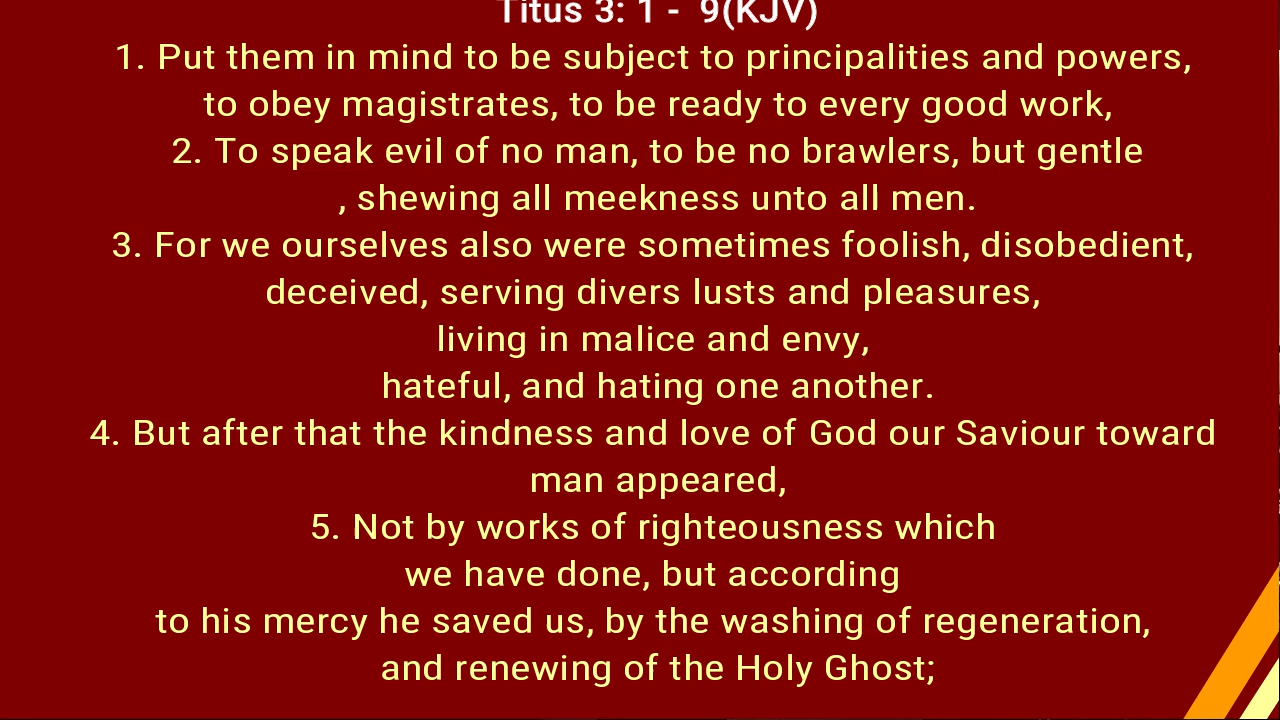 Titus 3: 1 -  9(KJV)
1. Put them in mind to be subject to principalities and powers,
to obey magistrates, to be ready to every good work,
2. To speak evil of no man, to be no brawlers, but gentle
, shewing all meekness unto all men.
3. For we ourselves also were sometimes foolish, disobedient,
deceived, serving divers lusts and pleasures,
living in malice and envy,
hateful, and hating one another.
4. But after that the kindness and love of God our Saviour toward
man appeared,
5. Not by works of righteousness which
we have done, but according
to his mercy he saved us, by the washing of regeneration,
and renewing of the Holy Ghost;